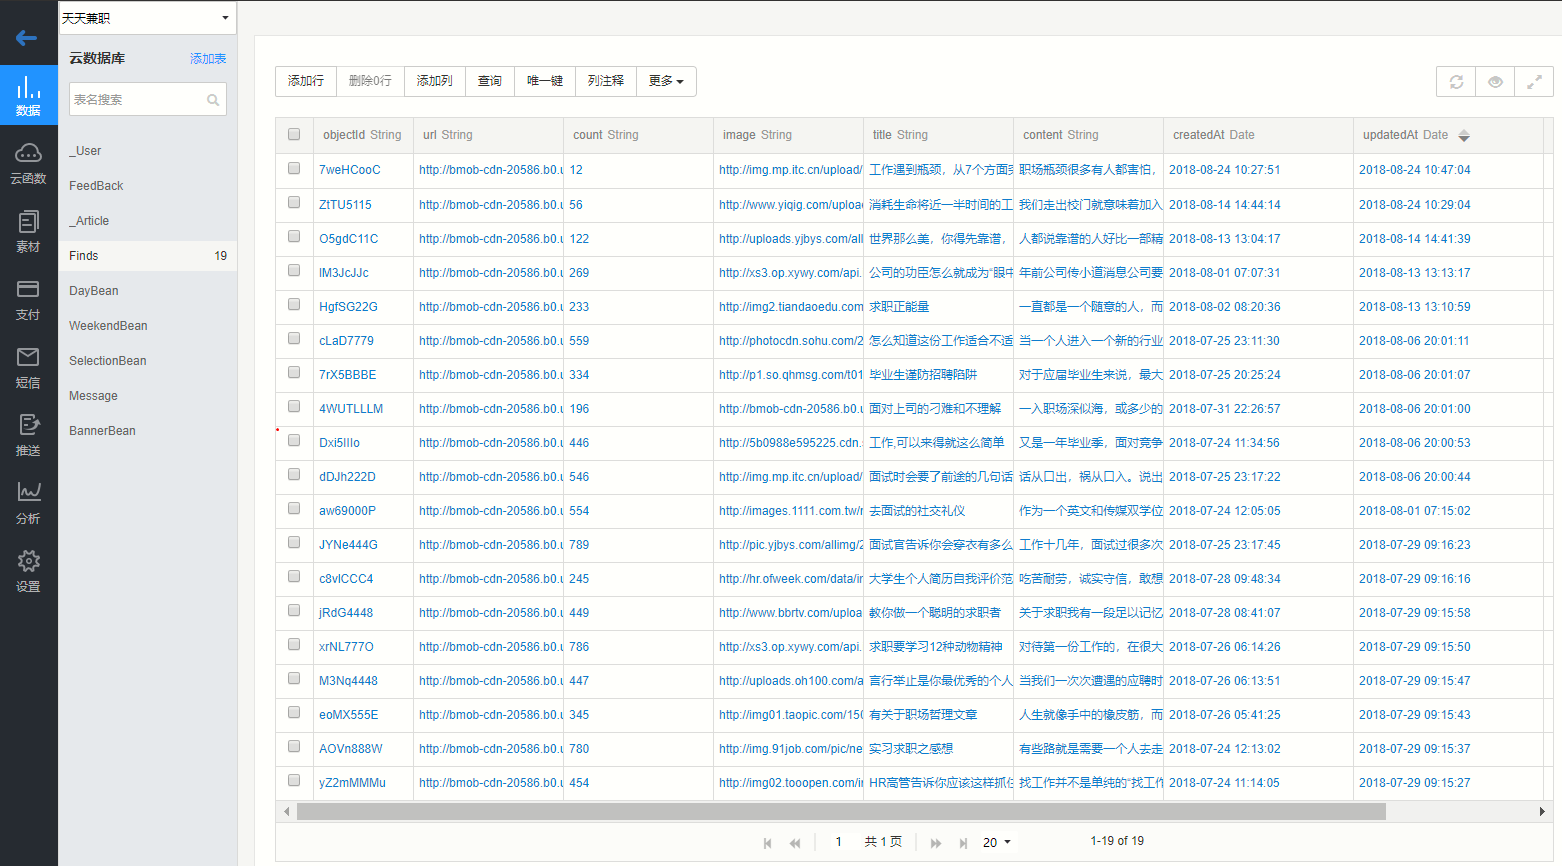 天天兼职
云数据库 添加表
表名搜索
_User
FeedBack
_Article
Finds 19
DayBean
WeekendBean
SelectionBean
Message
BannerBean
数据
云函数
素材
支付
短信
推送
分析
设置
添加行 删除0行 添加列 查询 唯一键 列注释 更多
objectId String url String count String image String title String content String createdAt Date updatedAt Date
7weHCooC http://bmob-cdn-20586.b0.u 12 http://img.mp.itc.cn/upload/ 工作遇到瓶颈，从7个方面突 职场瓶颈很多有人都害怕， 2018-08-24 10:27:51 2018-08-24 10:47:04
ZtTU5115 http://bmob-cdn-20586.b0.u 56 http://www.yiqig.com/uploa 消耗生命将近一半时间的工 我们走出校门就意味着加入 2018-08-14 14:44:14 2018-08-24 10:29:04
O5gdC11C http://bmob-cdn-20586.b0.u 122 http://uploads.yjbys.com/all 世界那么美，你得先靠谱， 人都说靠谱的人好比一部精 2018-08-13 13:04:17 2018-08-14 14:41:39
lM3JcJJc http://bmob-cdn-20586.b0.u 269 http://xs3.op.xywy.com/api. 公司的功臣怎么就成为“眼中 年前公司传小道消息公司要 2018-08-01 07:07:31 2018-08-13 13:13:17
HgfSG22G http://bmob-cdn-20586.b0.u 233 http://img2.tiandaoedu.com 求职正能量 一直都是一个随意的人，而 2018-08-02 08:20:36 2018-08-13 13:10:59
cLaD7779 http://bmob-cdn-20586.b0.u 559 http://photocdn.sohu.com/2 怎么知道这份工作适合不适 当一个人进入一个新的行业 2018-07-25 23:11:30 2018-08-06 20:01:11
7rX5BBBE http://bmob-cdn-20586.b0.u 334 http://p1.so.qhmsg.com/t01 毕业生谨防招聘陷阱 对于应届毕业生来说，最大 2018-07-25 20:25:24 2018-08-06 20:01:07
4WUTLLLM http://bmob-cdn-20586.b0.u 196 http://bmob-cdn-20586.b0.u 面对上司的刁难和不理解 一入职场深似海，或多少的 2018-07-31 22:26:57 2018-08-06 20:01:00
Dxi5IIIo http://bmob-cdn-20586.b0.u 446 http://5b0988e595225.cdn.s 工作,可以来得就这么简单 又是一年毕业季，面对竞争 2018-07-24 11:34:56 2018-08-06 20:00:53
dDJh222D http://bmob-cdn-20586.b0.u 546 http://img.mp.itc.cn/upload/ 面试时会要了前途的几句话 话从口出，祸从口入。说出 2018-07-25 23:17:22 2018-08-06 20:00:44
aw69000P http://bmob-cdn-20586.b0.u 554 http://images.1111.com.tw/r 去面试的社交礼仪 作为一个英文和传媒双学位 2018-07-24 12:05:05 2018-08-01 07:15:02
JYNe444G http://bmob-cdn-20586.b0.u 789 http://pic.yjbys.com/allimg/2 面试官告诉你会穿衣有多么 工作十几年，面试过很多次 2018-07-25 23:17:45 2018-07-29 09:16:23
c8vlCCC4 http://bmob-cdn-20586.b0.u 245 http://hr.ofweek.com/data/ir 大学生个人简历自我评价范 吃苦耐劳，诚实守信，敢想 2018-07-28 09:48:34 2018-07-29 09:16:16
jRdG4448 http://bmob-cdn-20586.b0.u 449 http://www.bbrtv.com/uploa 教你做一个聪明的求职者 关于求职我有一段足以记忆 2018-07-28 08:41:07 2018-07-29 09:15:58
xrNL777O http://bmob-cdn-20586.b0.u 786 http://xs3.op.xywy.com/api. 求职要学习12种动物精神 对待第一份工作的，在很大 2018-07-26 06:14:26 2018-07-29 09:15:50
M3Nq4448 http://bmob-cdn-20586.b0.u 447 http://uploads.oh100.com/a 言行举止是你最优秀的个人 当我们一次次遭遇的应聘时 2018-07-26 06:13:51 2018-07-29 09:15:47
eoMX555E http://bmob-cdn-20586.b0.u 345 http://img01.taopic.com/150 有关于职场哲理文章 人生就像手中的橡皮筋，而 2018-07-26 05:41:25 2018-07-29 09:15:43
AOVn888W http://bmob-cdn-20586.b0.u 780 http://img.91job.com/pic/ne 实习求职之感想 有些路就是需要一个人去走 2018-07-24 12:13:02 2018-07-29 09:15:37
yZ2mMMMu http://bmob-cdn-20586.b0.u 454 http://img02.tooopen.com/ir HR高管告诉你应该这样抓住 找工作并不是单纯的“找工作 2018-07-24 11:14:05 2018-07-29 09:15:27
1 共 1 页 20 1-19 of 19